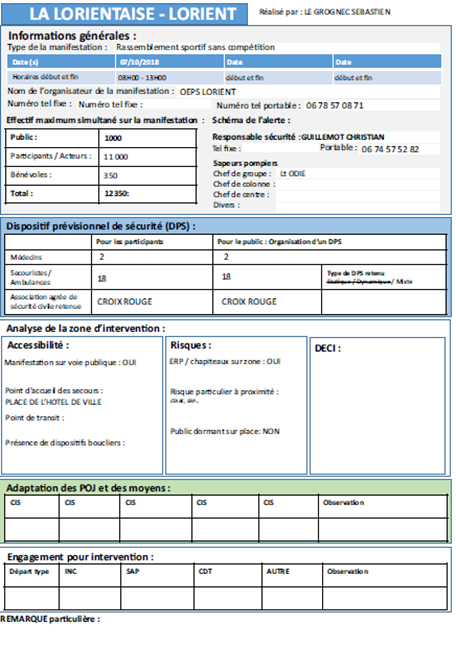 LA LORIENTAISE - LORIENT
Réalisé par : LE GROGNEC SEBASTIEN
Informations générales :
Type de la manifestation : Rassemblement sportif sans compétition
Date (s) 07/10/2018 Date Date
Horaires début et fin 08H00 - 13H00 début et fin début et fin
Nom de l'organisateur de la manifestation : OEPS LORIENT
Numéro tel fixe : Numéro tel fixe : Numéro tel portable : 06 78 57 08 71
Effectif maximum simultané sur la manifestation : Schéma de l'alerte :
Public : 1000
Participants / Acteurs : 11 000
Bénévoles : 350
Total : 12350:
Responsable sécurité :GUILLEMOT CHRISTIAN
Tel fixe : Portable : 06 74 57 52 82
Sapeurs pompiers
Chef de groupe : Lt ODIE
Chef de colonne :
Chef de centre :
Divers :
Dispositif prévisionnel de sécurité (DPS) :
Pour les participants Pour le public : Organisation d'un DPS
Médecins 2 2
Secouristes / Ambulances 18 18 Type de DPS retenu
Statique / Dynamique / Mixte
Association agrée de sécurité civile retenue CROIX ROUGE CROIX ROUGE
Analyse de la zone d'intervention :
Accessibilité :
Manifestation sur voie publique : OUI
Point d'accueil des secours :
PLACE DE L'HOTEL DE VILLE
Point de transit :
Présence de dispositifs boucliers :
Risques :
ERP / chapiteaux sur zone : OUI
Risque particulier à proximité :
Public dormant sur place: NON
DECI :
Adaptation des POJ et des moyens :
CIS CIS CIS CIS CIS Observation
Engagement pour intervention :
Départ type INC SAP CDT AUTRE Observation
REMARQUE particulière :